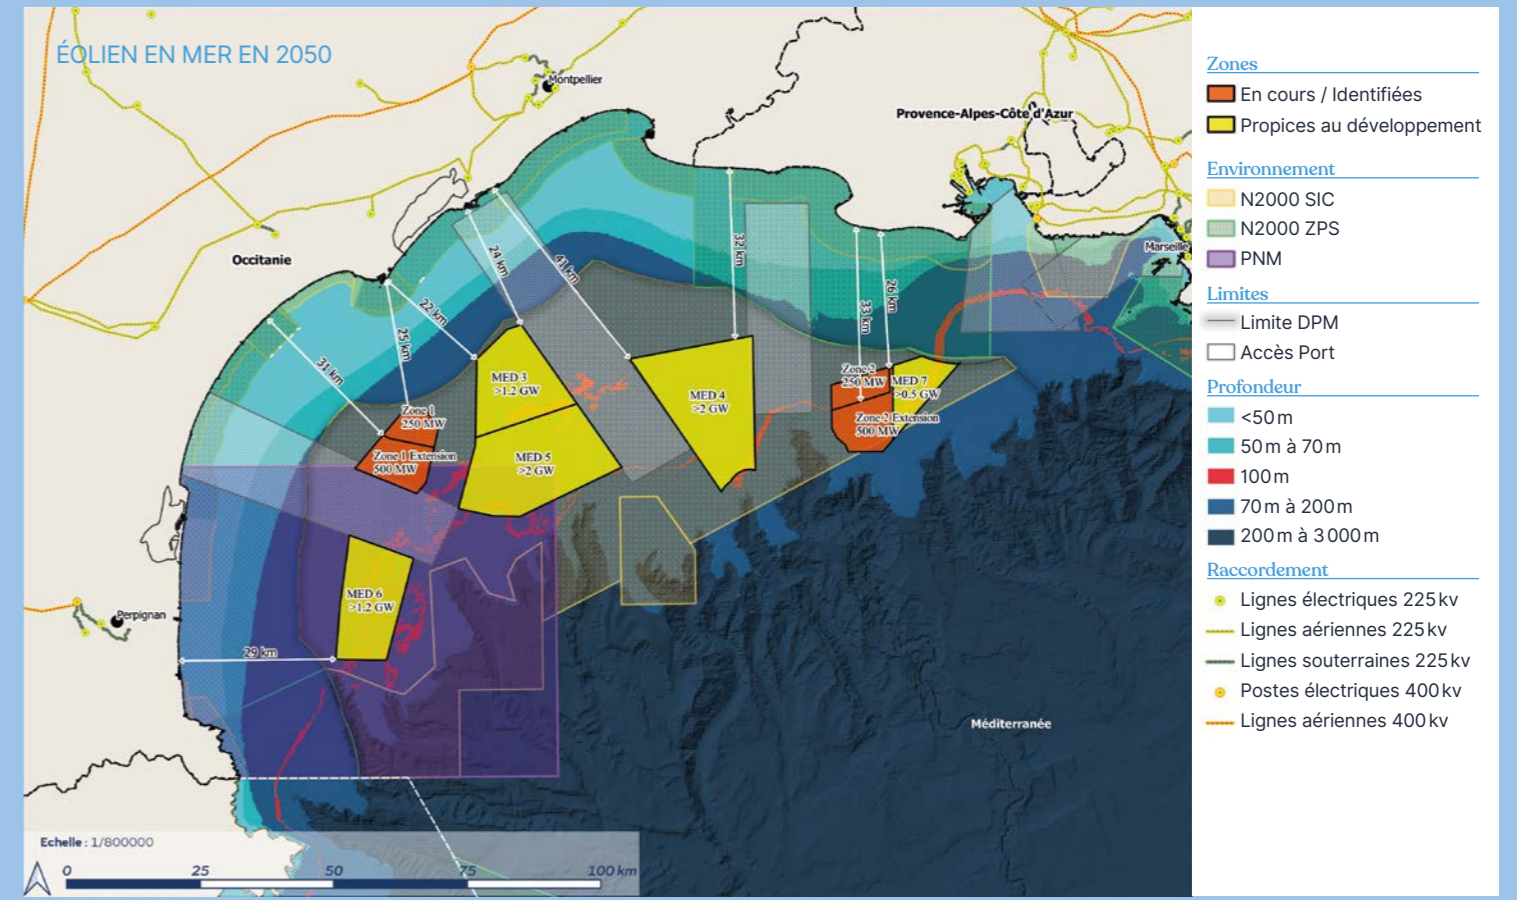 ÉOLIEN EN MER EN 2050
Montpellier
Provence-Alpes-Côte d'Azur
Marseille
Occitanie
24 km
41 km
32 km
22 km
25 km
31 km
33 km
26 km
MED 3
>1.2 GW
MED 4
>2 GW
Zone 2
250 MW
MED 7
>0.5 GW
Zone 2 Extension
500 MW
Zone 1
250 MW
Zone 1 Extension
500 MW
MED 5
>2 GW
MED 6
>1.2 GW
Perpignan
29 km
Méditerranée
Echelle : 1/800000
0 25 50 75 100 km
Zones
En cours / Identifiées
Propices au développement
Environnement
N2000 SIC
N2000 ZPS
PNM
Limites
Limite DPM
Accès Port
Profondeur
<50 m
50 m à 70 m
100 m
70 m à 200 m
200 m à 3 000 m
Raccordement
Lignes électriques 225 kv
Lignes aériennes 225 kv
Lignes souterraines 225 kv
Postes électriques 400 kv
Lignes aériennes 400 kv